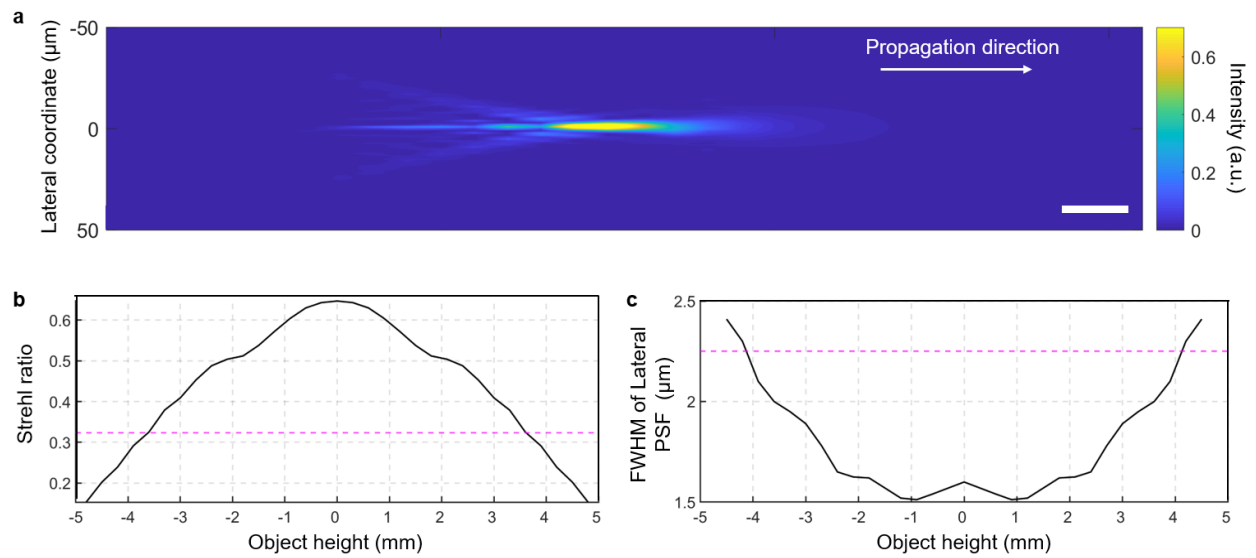 a
Lateral coordinate (µm)
-50
0
50
Propagation direction
0.6
0.4
0.2
0
Intensity (a.u.)
b
Strehl ratio
0.6
0.5
0.4
0.3
0.2
-5 -4 -3 -2 -1 0 1 2 3 4 5
Object height (mm)
c
FWHM of Lateral
PSF (µm)
2.5
2
1.5
-5 -4 -3 -2 -1 0 1 2 3 4 5
Object height (mm)